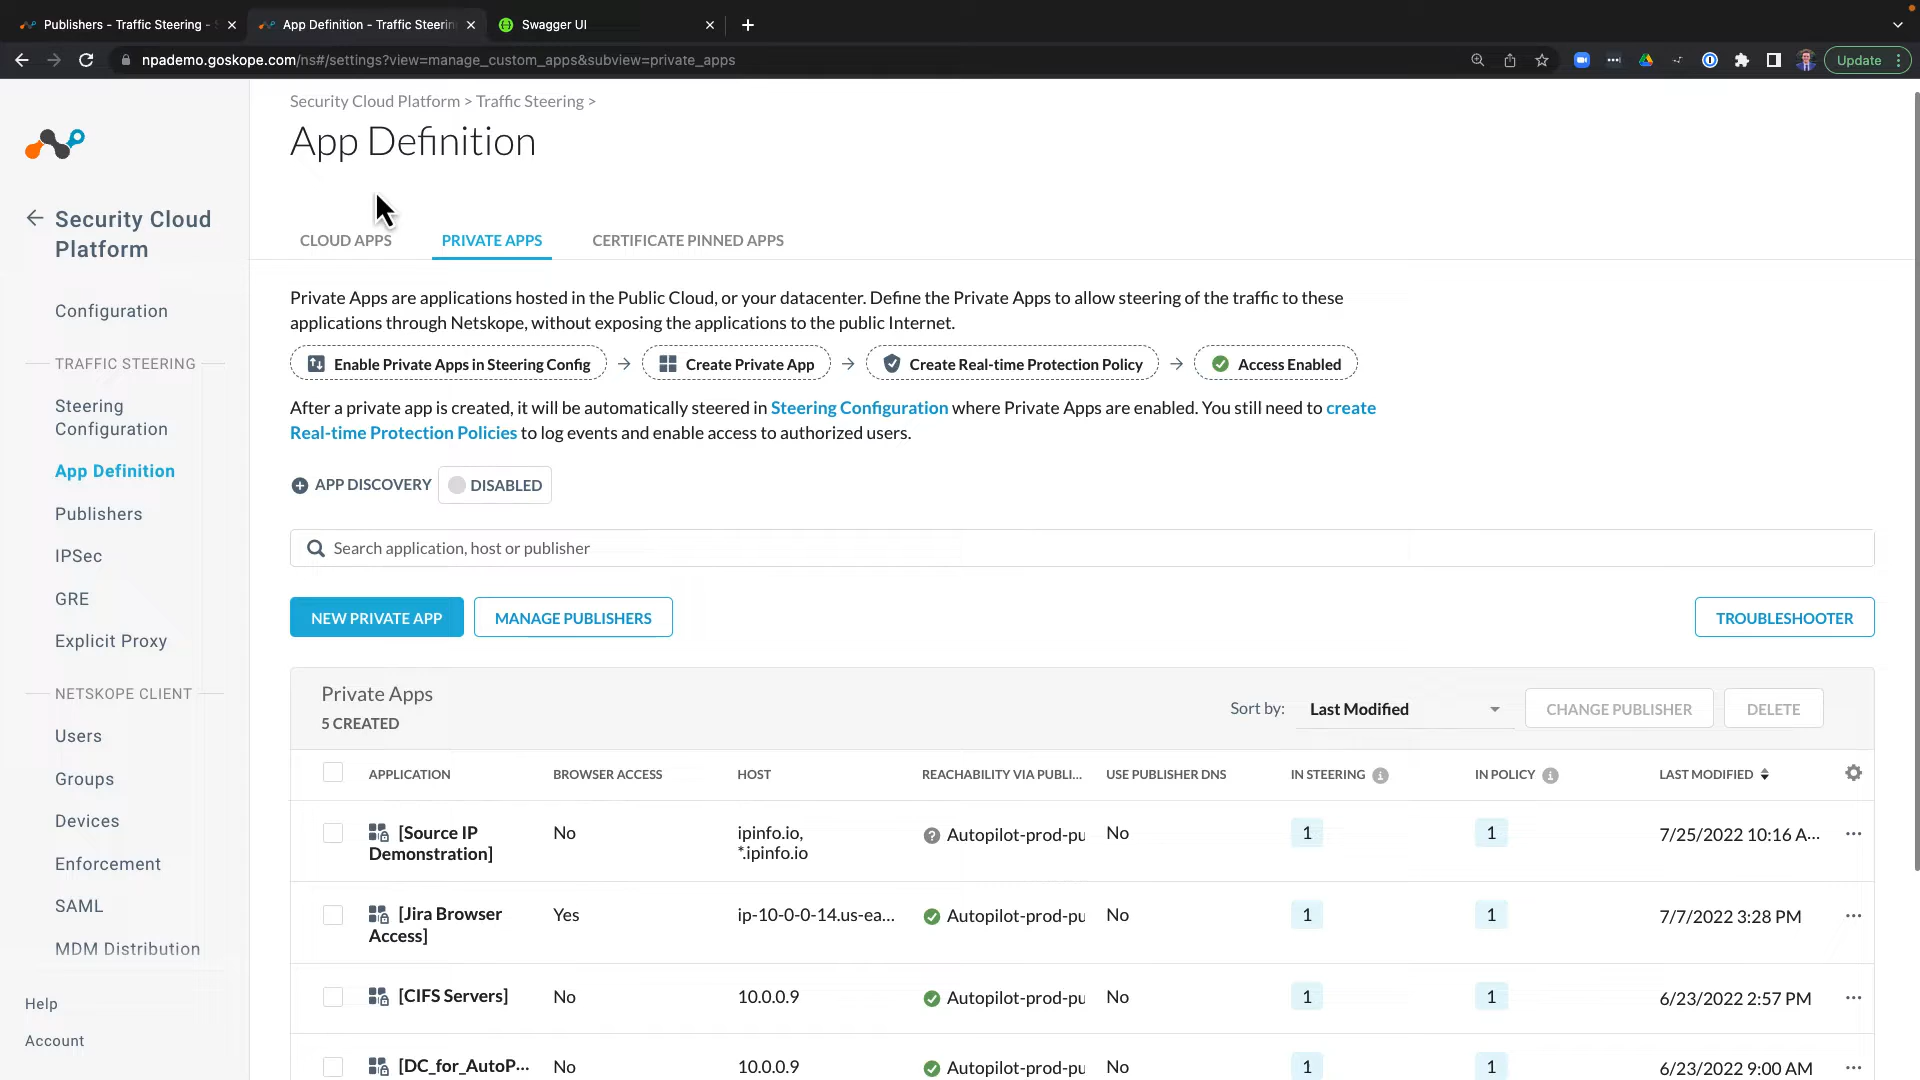 Publishers - Traffic Steering -
App Definition - Traffic Steerin
Swagger UI
npademo.goskope.com/ns#/settings?view=manage_custom_apps&subview=private_apps
Update
Security Cloud Platform > Traffic Steering >
App Definition
Security Cloud
Platform
Configuration
TRAFFIC STEERING
Steering
Configuration
App Definition
Publishers
IPSec
GRE
Explicit Proxy
NETSKOPE CLIENT
Users
Groups
Devices
Enforcement
SAML
MDM Distribution
Help
Account
CLOUD APPS
PRIVATE APPS
CERTIFICATE PINNED APPS
Private Apps are applications hosted in the Public Cloud, or your datacenter. Define the Private Apps to allow steering of the traffic to these
applications through Netskope, without exposing the applications to the public Internet.
Enable Private Apps in Steering Config → Create Private App → Create Real-time Protection Policy → Access Enabled
After a private app is created, it will be automatically steered in Steering Configuration where Private Apps are enabled. You still need to create
Real-time Protection Policies to log events and enable access to authorized users.
APP DISCOVERY DISABLED
Search application, host or publisher
NEW PRIVATE APP
MANAGE PUBLISHERS
TROUBLESHOOTER
Private Apps
5 CREATED
Sort by: Last Modified
CHANGE PUBLISHER
DELETE
APPLICATION BROWSER ACCESS HOST REACHABILITY VIA PUBLI... USE PUBLISHER DNS IN STEERING IN POLICY LAST MODIFIED
[Source IP No ipinfo.io, Autopilot-prod-pu No 1 1 7/25/2022 10:16 A...
Demonstration] *.ipinfo.io
[Jira Browser Yes ip-10-0-0-14.us-ea... Autopilot-prod-pu No 1 1 7/7/2022 3:28 PM
Access]
[CIFS Servers] No 10.0.0.9 Autopilot-prod-pu No 1 1 6/23/2022 2:57 PM
[DC_for_AutoP... No 10.0.0.9 Autopilot-prod-pu No 1 1 6/23/2022 9:00 AM